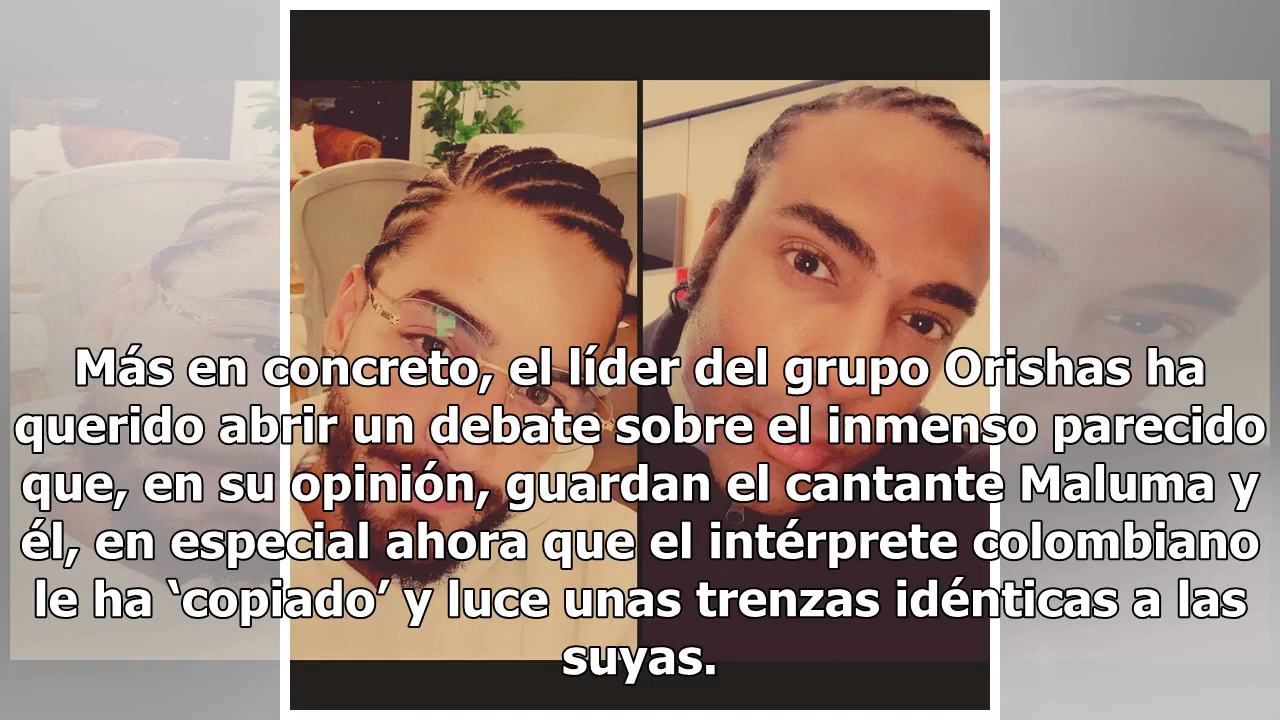 Más en concreto, el líder del grupo Orishas ha
querido abrir un debate sobre el inmenso parecido
que, en su opinión, guardan el cantante Maluma y
él, en especial ahora que el intérprete colombiano
le ha ‘copiado’ y luce unas trenzas idénticas a las
suyas.